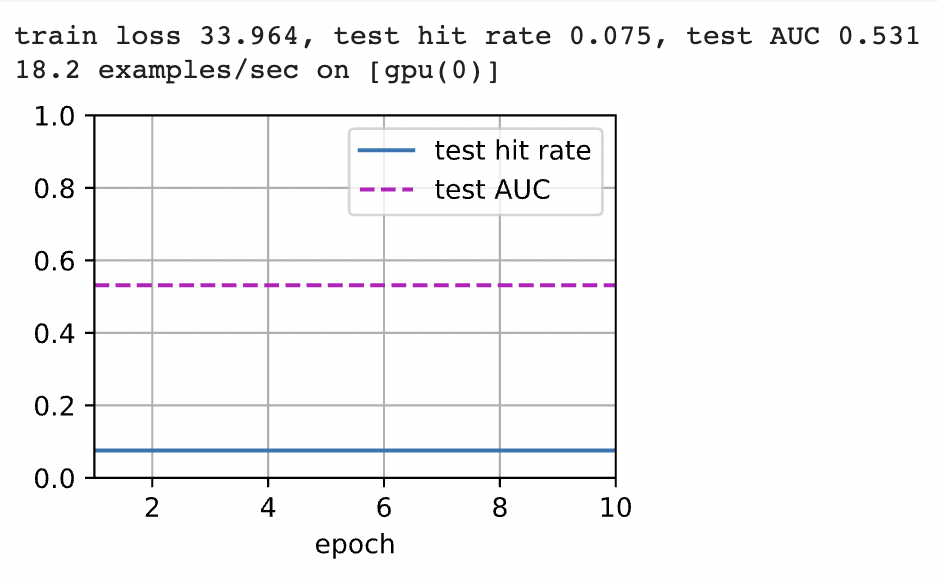 train loss 33.964, test hit rate 0.075, test AUC 0.531
18.2 examples/sec on [gpu(0)]
1.0
test hit rate
0.8
test AUC
0.6
0.4
0.2
0.0
2 4 6 8 10
epoch